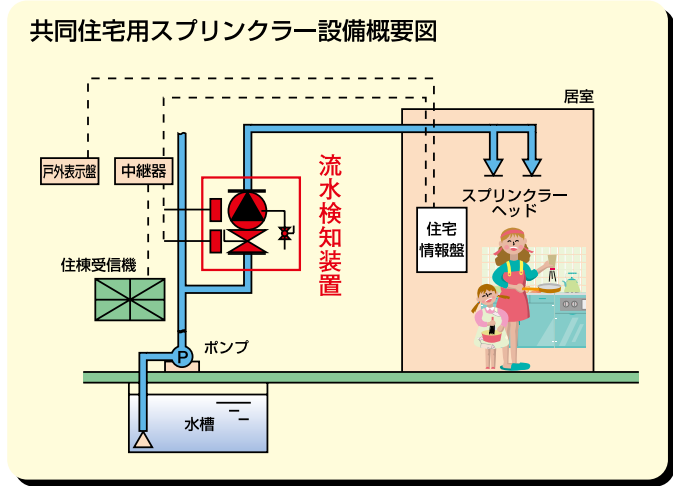 共同住宅用スプリンクラー設備概要図
居室
戸外表示盤
中継器
流水検知装置
スプリンクラー
ヘッド
住宅
情報盤
住棟受信機
ポンプ
P
水槽